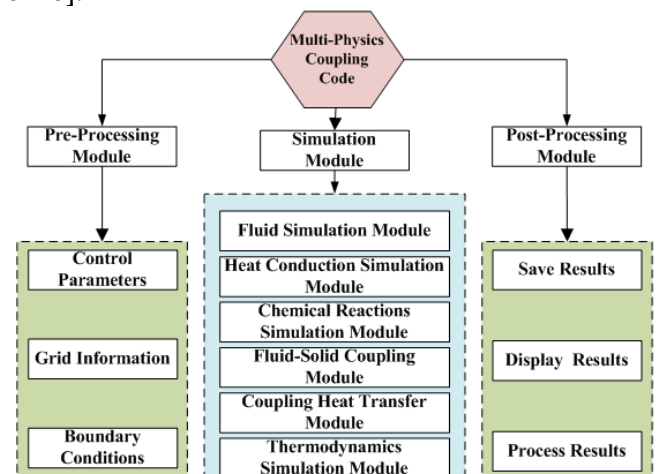 Multi-Physics
Coupling
Code
Pre-Processing
Module
Simulation
Module
Post-Processing
Module
Control
Parameters
Grid Information
Boundary
Conditions
Fluid Simulation Module
Heat Conduction Simulation
Module
Chemical Reactions
Simulation Module
Fluid-Solid Coupling
Module
Coupling Heat Transfer
Module
Thermodynamics
Simulation Module
Save Results
Display Results
Process Results